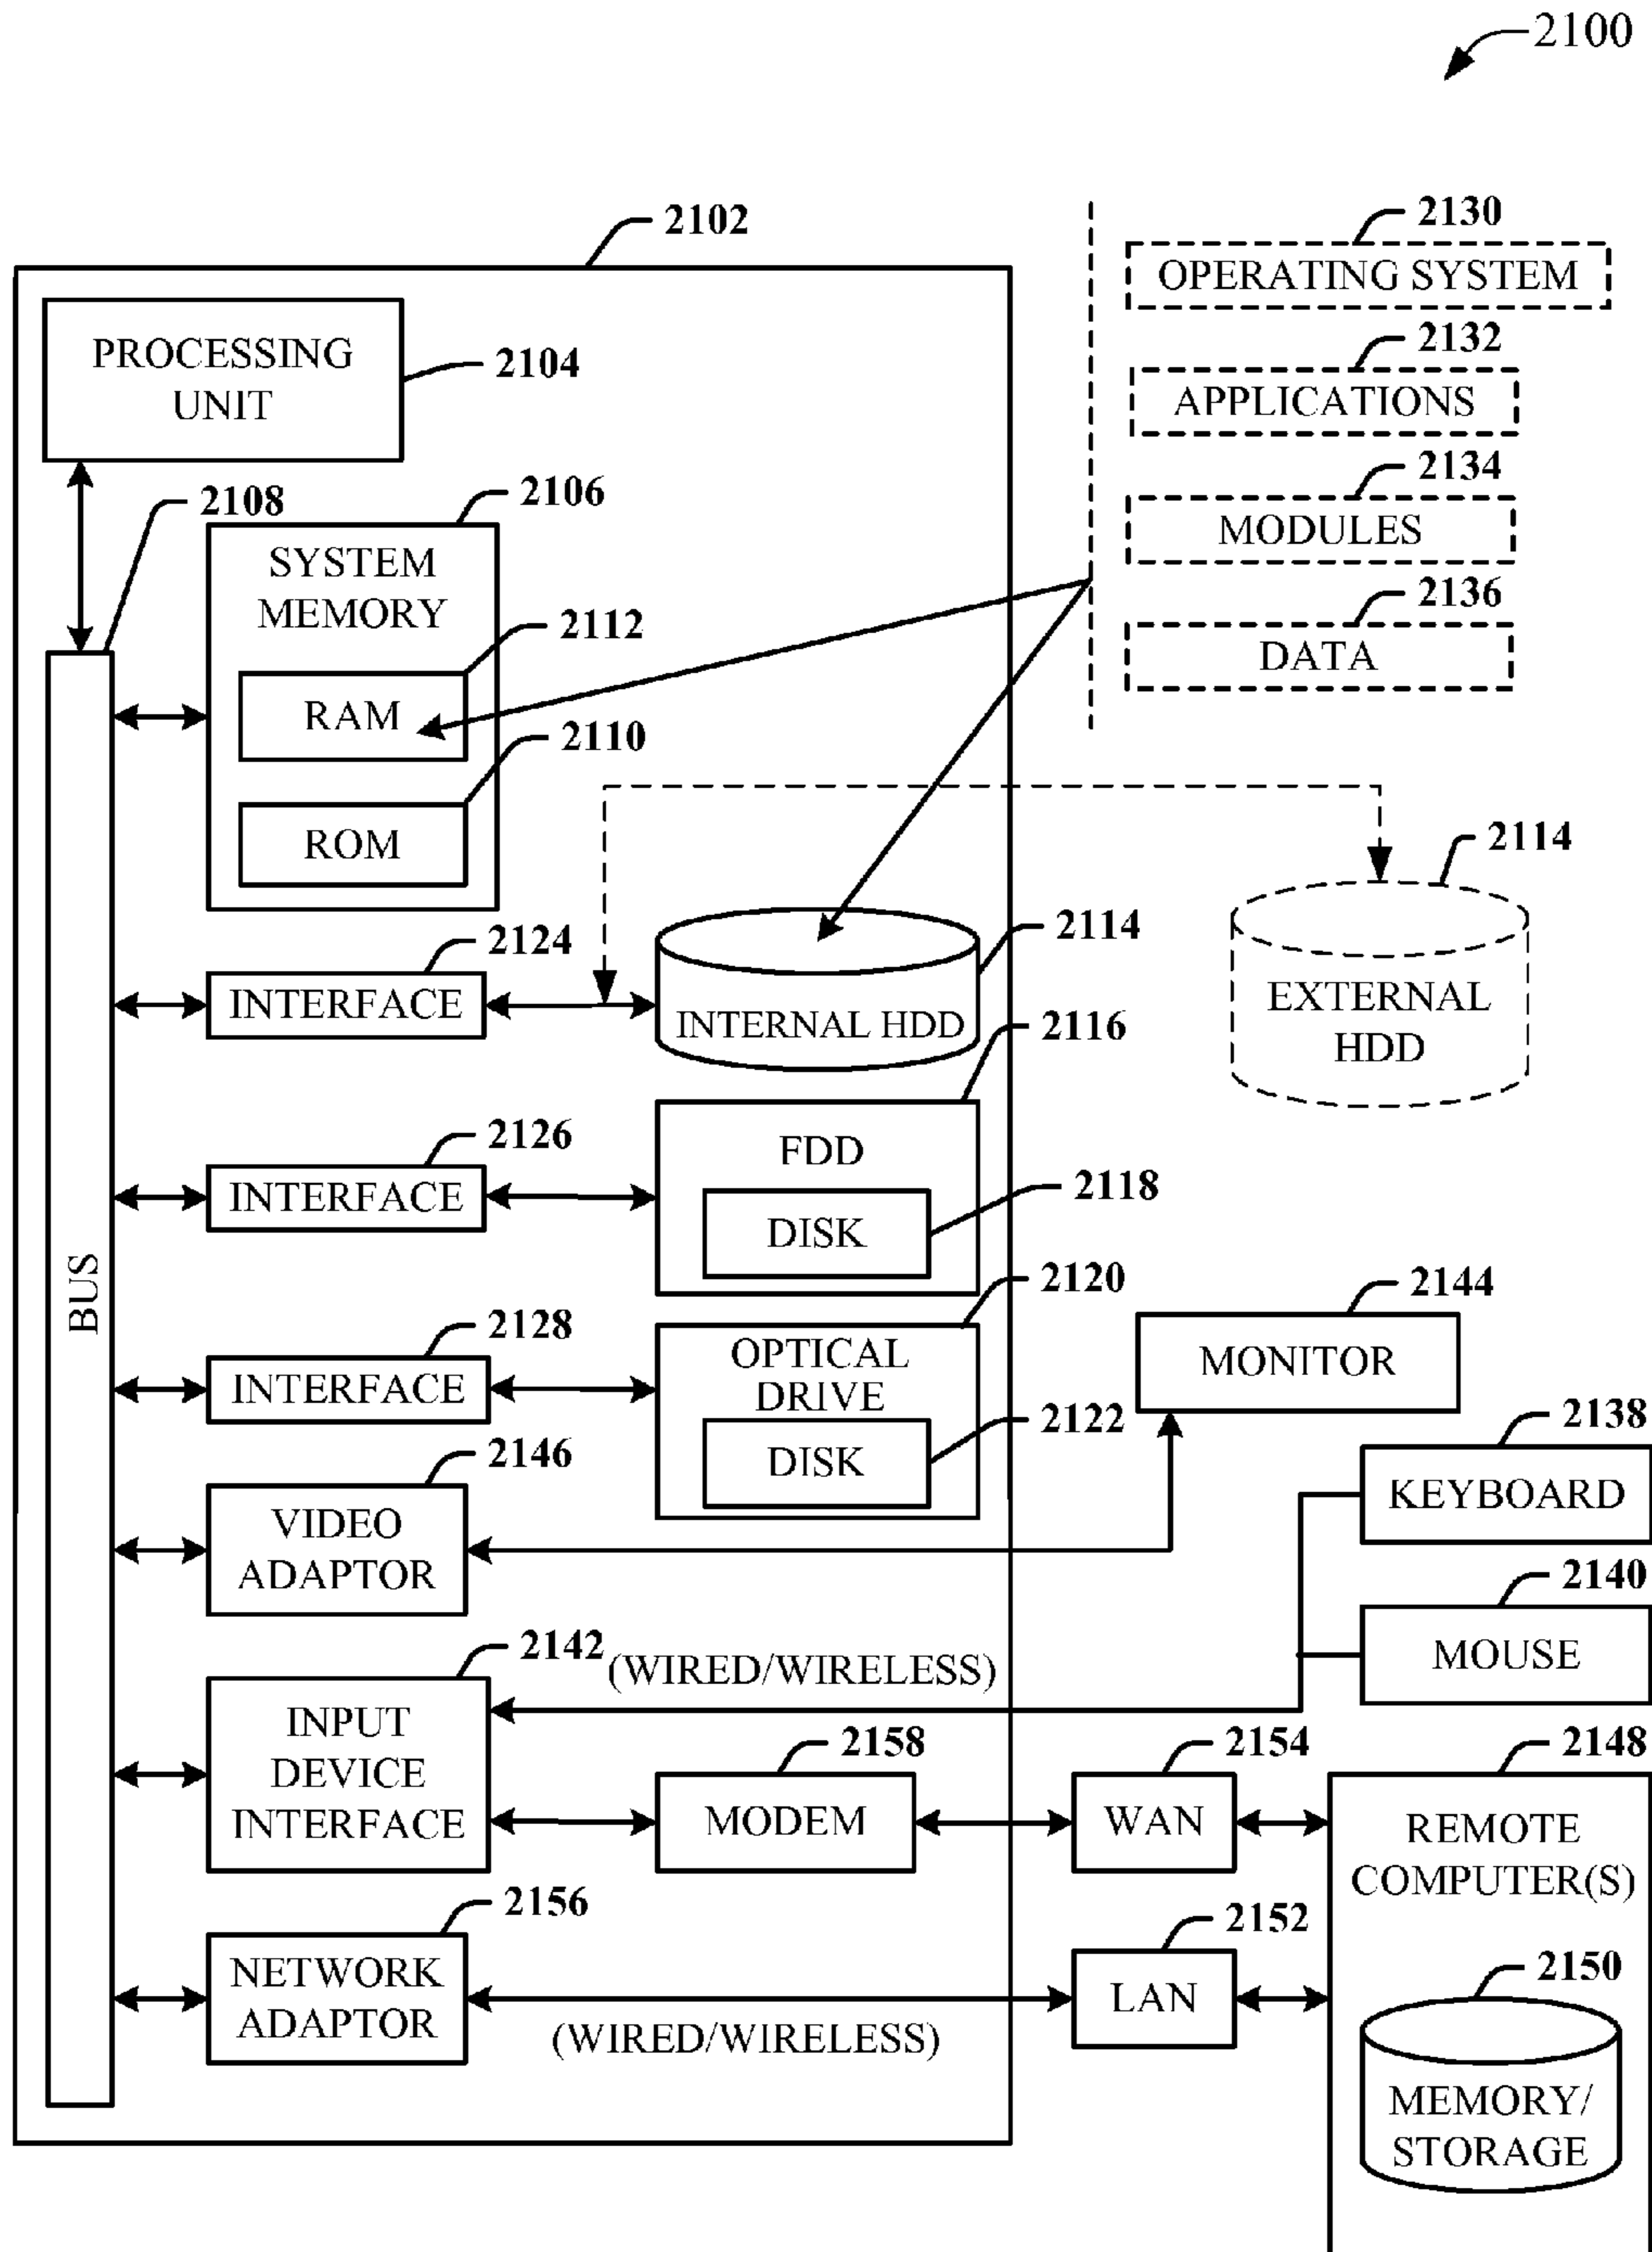 2100
2102
2130
OPERATING SYSTEM
PROCESSING
UNIT
2104
2132
APPLICATIONS
2108
2106
2134
MODULES
SYSTEM
MEMORY
2112
2136
DATA
RAM
2110
ROM
2114
EXTERNAL
HDD
2124
INTERFACE
2114
INTERNAL HDD
2116
2126
INTERFACE
FDD
2118
DISK
BUS
2128
INTERFACE
2120
OPTICAL
DRIVE
2122
DISK
2144
MONITOR
2138
KEYBOARD
2146
VIDEO
ADAPTOR
2140
MOUSE
2142
(WIRED/WIRELESS)
INPUT
DEVICE
INTERFACE
2158
MODEM
2154
WAN
2148
REMOTE
COMPUTER(S)
2156
NETWORK
ADAPTOR
(WIRED/WIRELESS)
2152
LAN
2150
MEMORY/
STORAGE